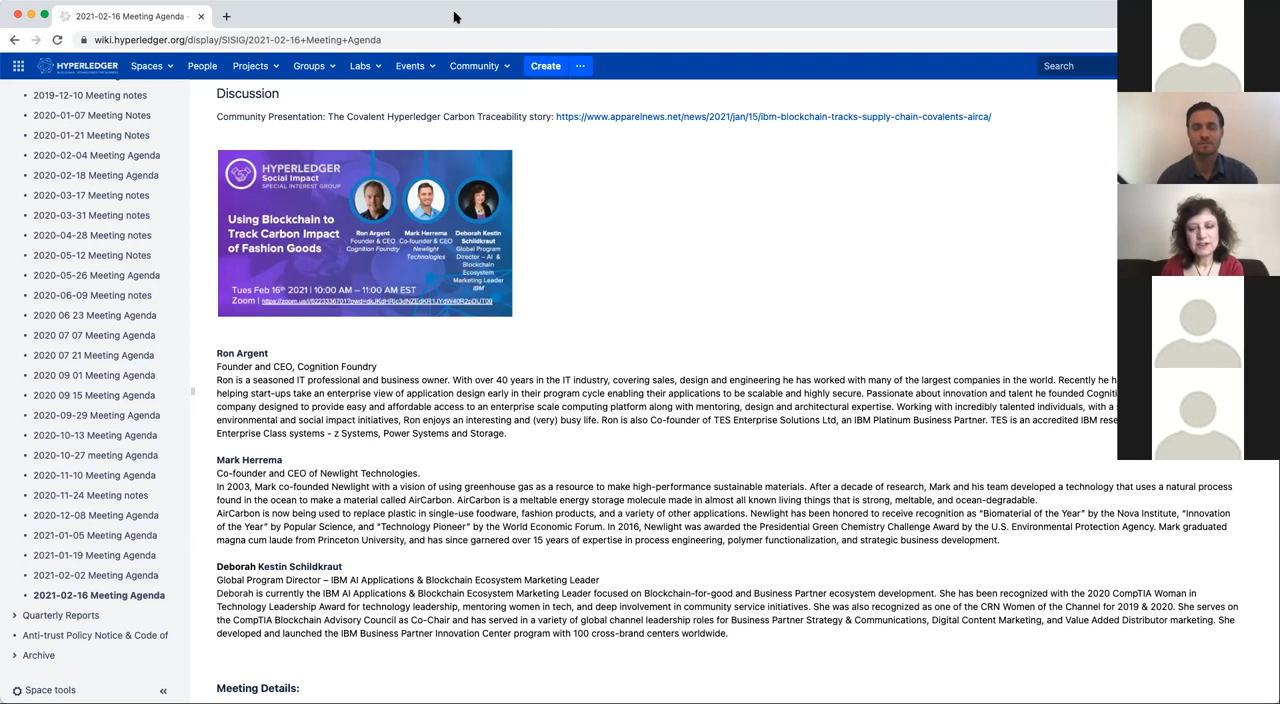 2021-02-16 Meeting Agenda -
wiki.hyperledger.org/display/SISIG/2021-02-16+Meeting+Agenda
HYPERLEDGER
Spaces
People
Projects
Groups
Labs
Events
Community
Create
Search
2019-12-10 Meeting notes
2020-01-07 Meeting Notes
2020-01-21 Meeting Notes
2020-02-04 Meeting Agenda
2020-02-18 Meeting Agenda
2020-03-17 Meeting notes
2020-03-31 Meeting notes
2020-04-28 Meeting notes
2020-05-12 Meeting Notes
2020-05-26 Meeting Agenda
2020-06-09 Meeting notes
2020 06 23 Meeting Agenda
2020 07 07 Meeting Agenda
2020 07 21 Meeting Agenda
2020 09 01 Meeting Agenda
2020 09 15 Meeting Agenda
2020-09-29 Meeting Agenda
2020-10-13 Meeting Agenda
2020-10-27 meeting Agenda
2020-11-10 Meeting Agenda
2020-11-24 Meeting notes
2020-12-08 Meeting Agenda
2021-01-05 Meeting Agenda
2021-01-19 Meeting Agenda
2021-02-02 Meeting Agenda
2021-02-16 Meeting Agenda
Quarterly Reports
Anti-trust Policy Notice & Code of
Archive
Space tools
Discussion
Community Presentation: The Covalent Hyperledger Carbon Traceability story: https://www.apparelnews.net/news/2021/jan/15/ibm-blockchain-tracks-supply-chain-covalents-airca/
HYPERLEDGER
Social Impact
SPECIAL INTEREST GROUP
Using Blockchain to
Track Carbon Impact
of Fashion Goods
Ron Argent
Founder & CEO
Cognition Foundry
Mark Herrema
Co-founder & CEO
Newlight
Technologies
Deborah Kestin
Schildkraut
Global Program
Director – AI &
Blockchain
Ecosystem
Marketing Leader
IBM
Tues Feb 16th 2021 | 10:00 AM – 11:00 AM EST
Zoom |
Ron Argent
Founder and CEO, Cognition Foundry
Ron is a seasoned IT professional and business owner. With over 40 years in the IT industry, covering sales, design and engineering he has worked with many of the largest companies in the world. Recently he h
helping start-ups take an enterprise view of application design early in their program cycle enabling their applications to be scalable and highly secure. Passionate about innovation and talent he founded Cogniti
company designed to provide easy and affordable access to an enterprise scale computing platform along with mentoring, design and architectural expertise. Working with incredibly talented individuals, with a s
environmental and social impact initiatives, Ron enjoys an interesting and (very) busy life. Ron is also Co-founder of TES Enterprise Solutions Ltd, an IBM Platinum Business Partner. TES is an accredited IBM rese
Enterprise Class systems - z Systems, Power Systems and Storage.
Mark Herrema
Co-founder and CEO of Newlight Technologies.
In 2003, Mark co-founded Newlight with a vision of using greenhouse gas as a resource to make high-performance sustainable materials. After a decade of research, Mark and his team developed a technology that uses a natural process
found in the ocean to make a material called AirCarbon. AirCarbon is a meltable energy storage molecule made in almost all known living things that is strong, meltable, and ocean-degradable.
AirCarbon is now being used to replace plastic in single-use foodware, fashion products, and a variety of other applications. Newlight has been honored to receive recognition as “Biomaterial of the Year” by the Nova Institute, “Innovation
of the Year” by Popular Science, and “Technology Pioneer” by the World Economic Forum. In 2016, Newlight was awarded the Presidential Green Chemistry Challenge Award by the U.S. Environmental Protection Agency. Mark graduated
magna cum laude from Princeton University, and has since garnered over 15 years of expertise in process engineering, polymer functionalization, and strategic business development.
Deborah Kestin Schildkraut
Global Program Director – IBM AI Applications & Blockchain Ecosystem Marketing Leader
Deborah is currently the IBM AI Applications & Blockchain Ecosystem Marketing Leader focused on Blockchain-for-good and Business Partner ecosystem development. She has been recognized with the 2020 CompTIA Woman in
Technology Leadership Award for technology leadership, mentoring women in tech, and deep involvement in community service initiatives. She was also recognized as one of the CRN Women of the Channel for 2019 & 2020. She serves on
the CompTIA Blockchain Advisory Council as Co-Chair and has served in a variety of global channel leadership roles for Business Partner Strategy & Communications, Digital Content Marketing, and Value Added Distributor marketing. She
developed and launched the IBM Business Partner Innovation Center program with 100 cross-brand centers worldwide.
Meeting Details: